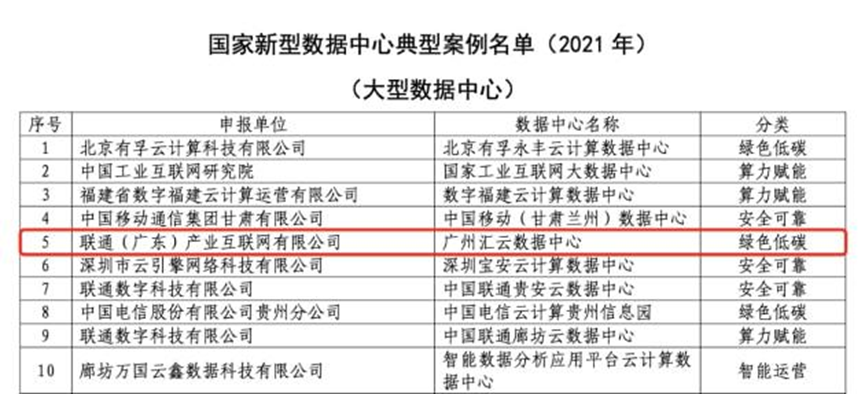 国家新型数据中心典型案例名单（2021 年）
（大型数据中心）
序号 申报单位 数据中心名称 分类
1 北京有孚云计算科技有限公司 北京有孚永丰云计算数据中心 绿色低碳
2 中国工业互联网研究院 国家工业互联网大数据中心 算力赋能
3 福建省数字福建云计算运营有限公司 数字福建云计算数据中心 算力赋能
4 中国移动通信集团甘肃有限公司 中国移动（甘肃兰州）数据中心 安全可靠
5 联通（广东）产业互联网有限公司 广州汇云数据中心 绿色低碳
6 深圳市云引擎网络科技有限公司 深圳宝安云计算数据中心 安全可靠
7 联通数字科技有限公司 中国联通贵安云数据中心 安全可靠
8 中国电信股份有限公司贵州分公司 中国电信云计算贵州信息园 绿色低碳
9 联通数字科技有限公司 中国联通廊坊云数据中心 算力赋能
10 廊坊万国云鑫数据科技有限公司 智能数据分析应用平台云计算数
据中心 智能运营